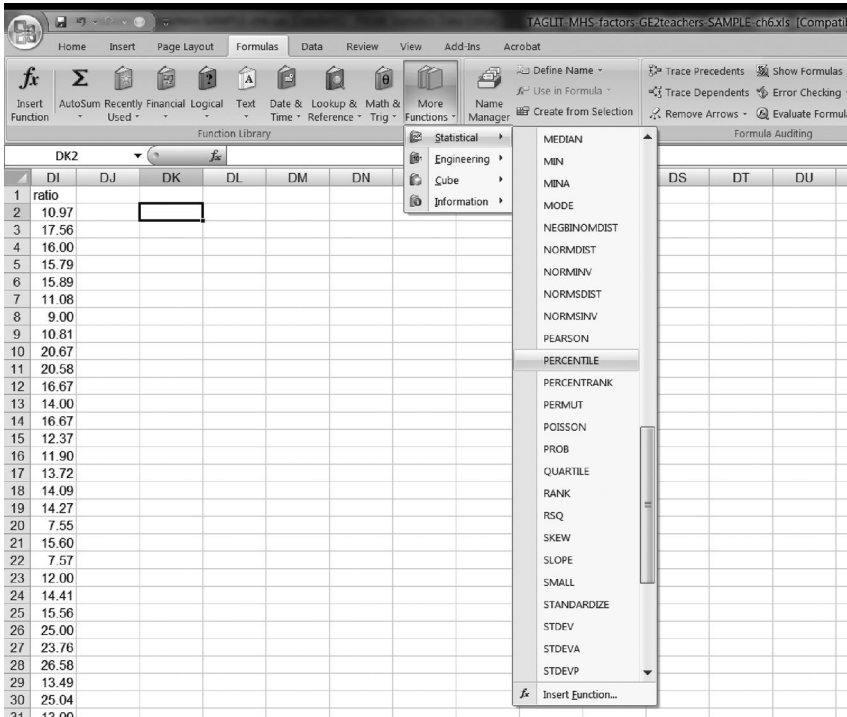 TAGLIT-MHS-factors-GE2teachers-SAMPLE-ch6.xls [Compati
Home Insert Page Layout Formulas Data Review View Add-Ins Acrobat
Insert Function AutoSum Recently Used Financial Logical Text Date & Time Lookup & Reference Math & Trig More Functions
Function Library
Name Manager
Define Name
Use in Formula
Create from Selection
Trace Precedents Show Formulas
Trace Dependents Error Checking
Remove Arrows Evaluate Formul
Formula Auditing
Statistical
Engineering
Cube
Information
MEDIAN
MIN
MINA
MODE
NEGBINOMDIST
NORMDIST
NORMINV
NORMSDIST
NORMSINV
PEARSON
PERCENTILE
PERCENTRANK
PERMUT
POISSON
PROB
QUARTILE
RANK
RSQ
SKEW
SLOPE
SMALL
STANDARDIZE
STDEV
STDEVA
STDEVP
fx Insert Function...
DK2 fx
DI DJ DK DL DM DN DS DT DU
1 ratio
2 10.97
3 17.56
4 16.00
5 15.79
6 15.89
7 11.08
8 9.00
9 10.81
10 20.67
11 20.58
12 16.67
13 14.00
14 16.67
15 12.37
16 11.90
17 13.72
18 14.09
19 14.27
20 7.55
21 15.60
22 7.57
23 12.00
24 14.41
25 15.56
26 25.00
27 23.76
28 26.58
29 13.49
30 25.04
31 12.00